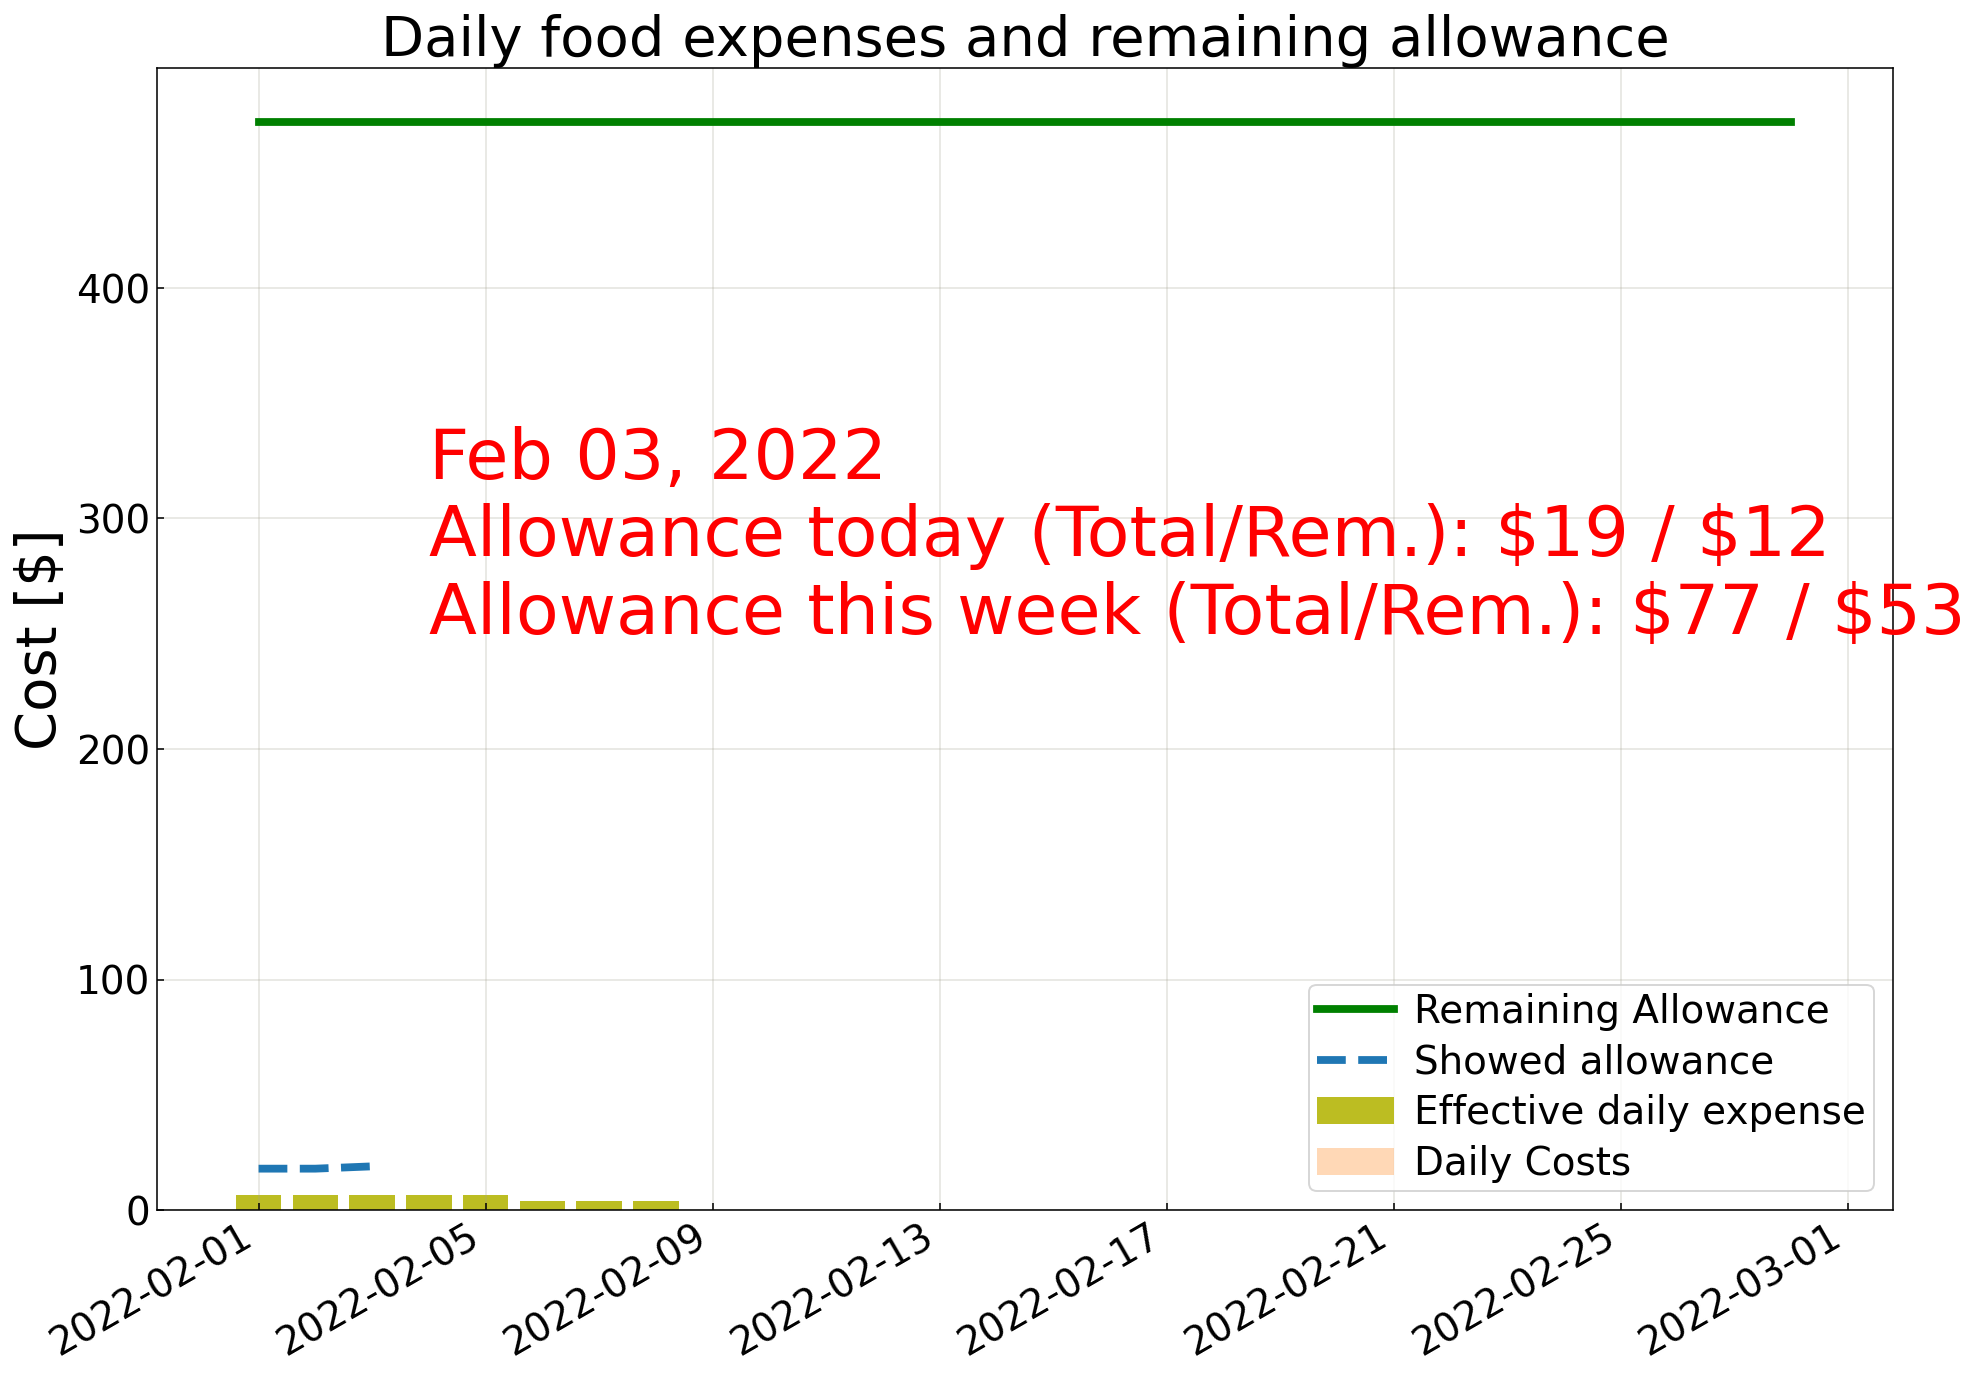 Daily food expenses and remaining allowance
Cost [$]
400
300
200
100
0
Feb 03, 2022
Allowance today (Total/Rem.): $19 / $12
Allowance this week (Total/Rem.): $77 / $53
Remaining Allowance
Showed allowance
Effective daily expense
Daily Costs
2022-02-01
2022-02-05
2022-02-09
2022-02-13
2022-02-17
2022-02-21
2022-02-25
2022-03-01